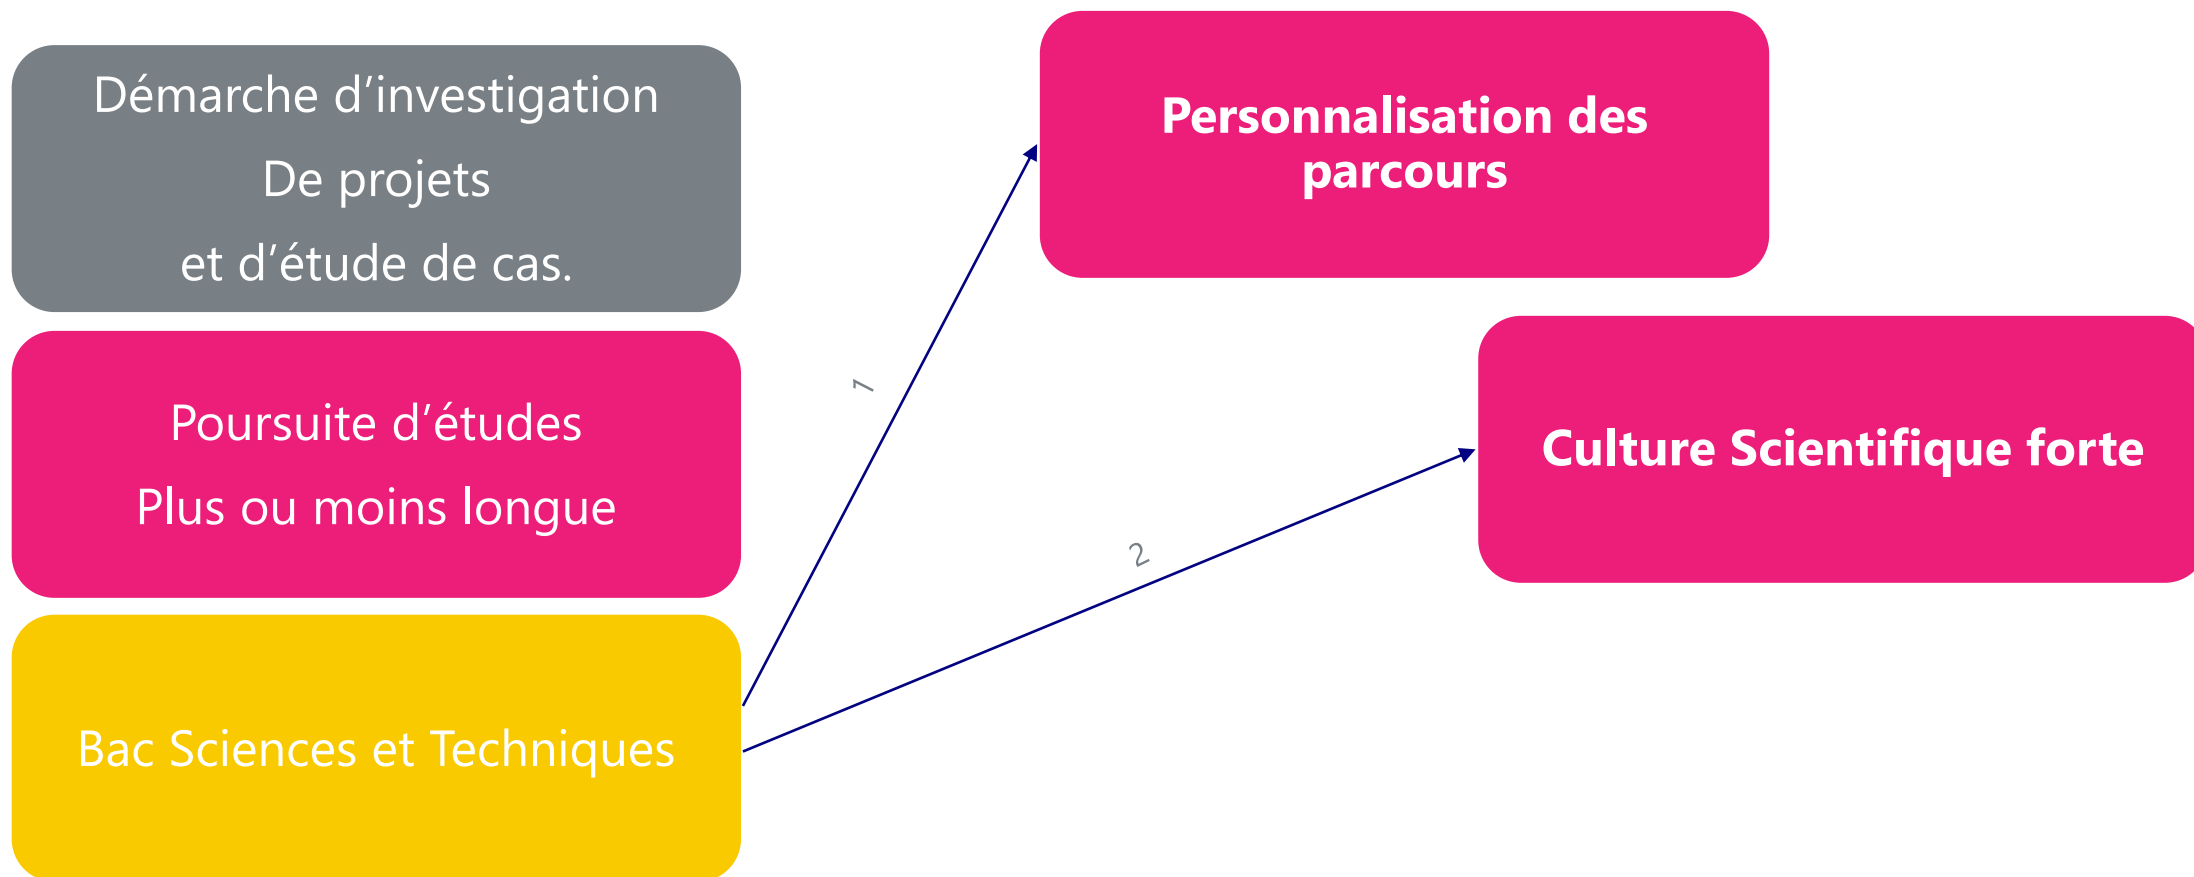 Démarche d’investigation
De projets
et d’étude de cas.
Poursuite d’études
Plus ou moins longue
Bac Sciences et Techniques
1
2
Personnalisation des
parcours
Culture Scientifique forte